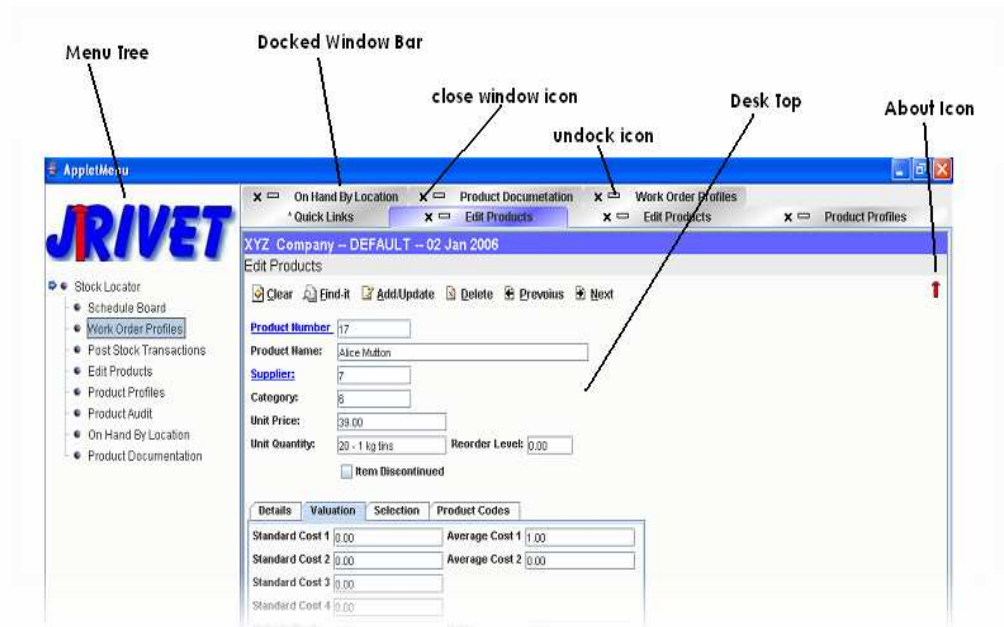 Menu Tree
Docked Window Bar
close window icon
undock icon
Desk Top
About Icon
AppletMenu
X On Hand By Location X Product Documetation X Work Order Profiles
*Quick Links X Edit Products X Edit Products X Product Profiles
JRIVET
XYZ Company -- DEFAULT -- 02 Jan 2006
Edit Products
Clear Find-it Add/Update Delete Prevoius Next
Stock Locator
Schedule Board
Work Order Profiles
Post Stock Transactions
Edit Products
Product Profiles
Product Audit
On Hand By Location
Product Documentation
Product Number 17
Product Name: Alice Mutton
Supplier: 7
Category: 6
Unit Price: 39.00
Unit Quantity: 20 - 1 kg tins Reorder Level: 0.00
Item Discontinued
Details Valuation Selection Product Codes
Standard Cost 1 0.00 Average Cost 1 1.00
Standard Cost 2 0.00 Average Cost 2 0.00
Standard Cost 3 0.00
Standard Cost 4 0.00